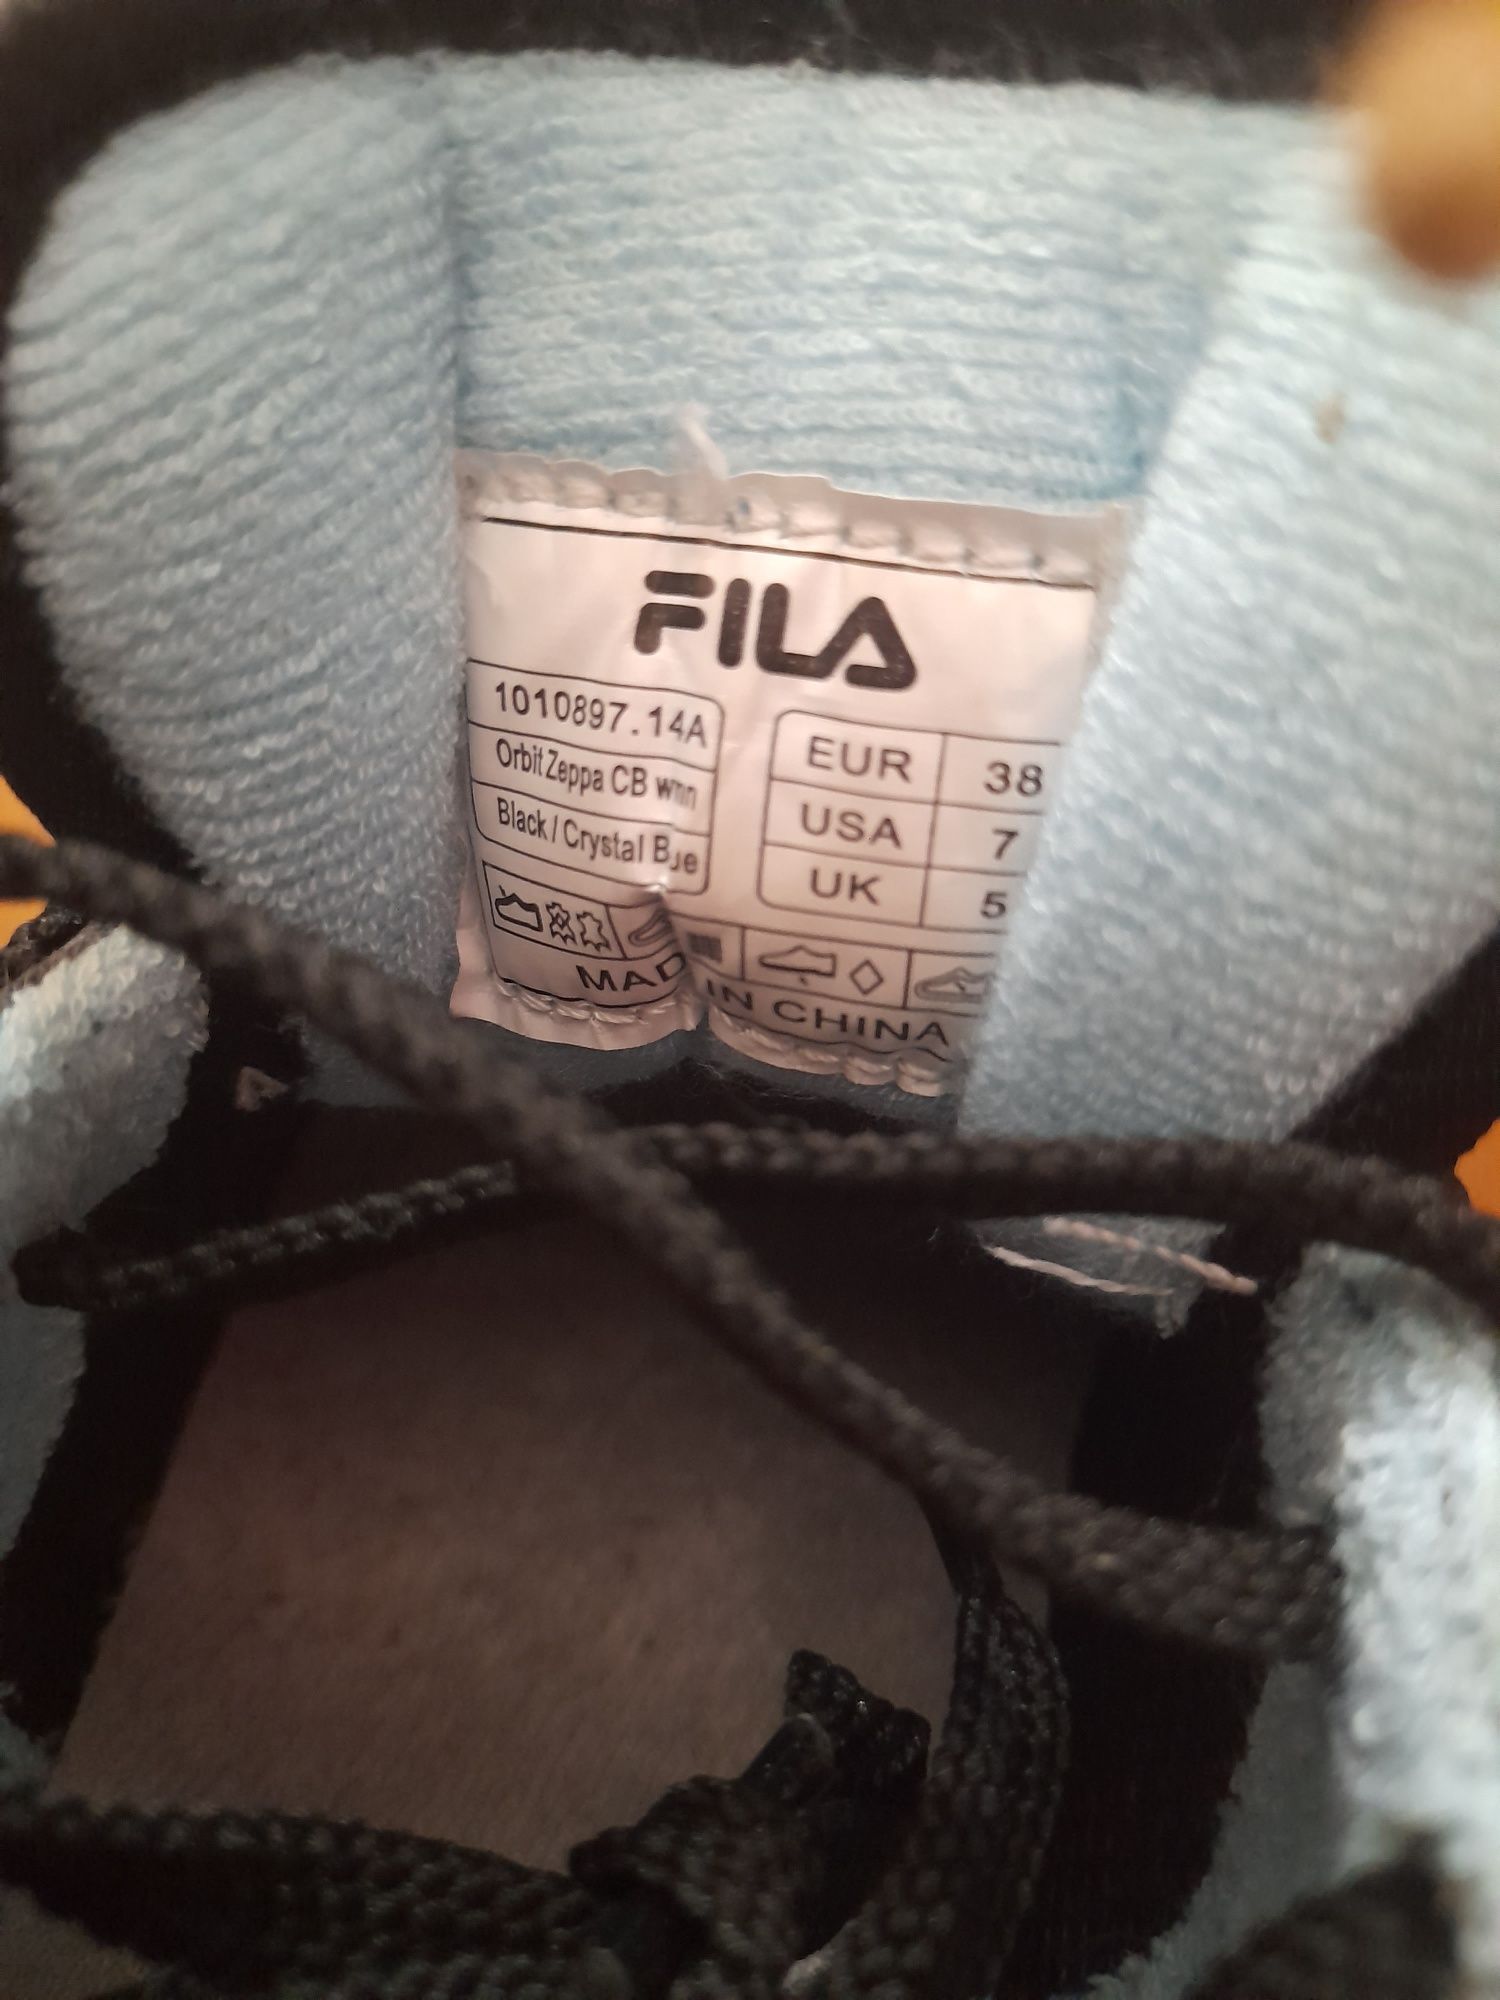 FILA
1010897.14A
Orbit Zeppa CB wmn
Black / Crystal Blue
EUR 38
USA 7
UK 5
MADE IN CHINA